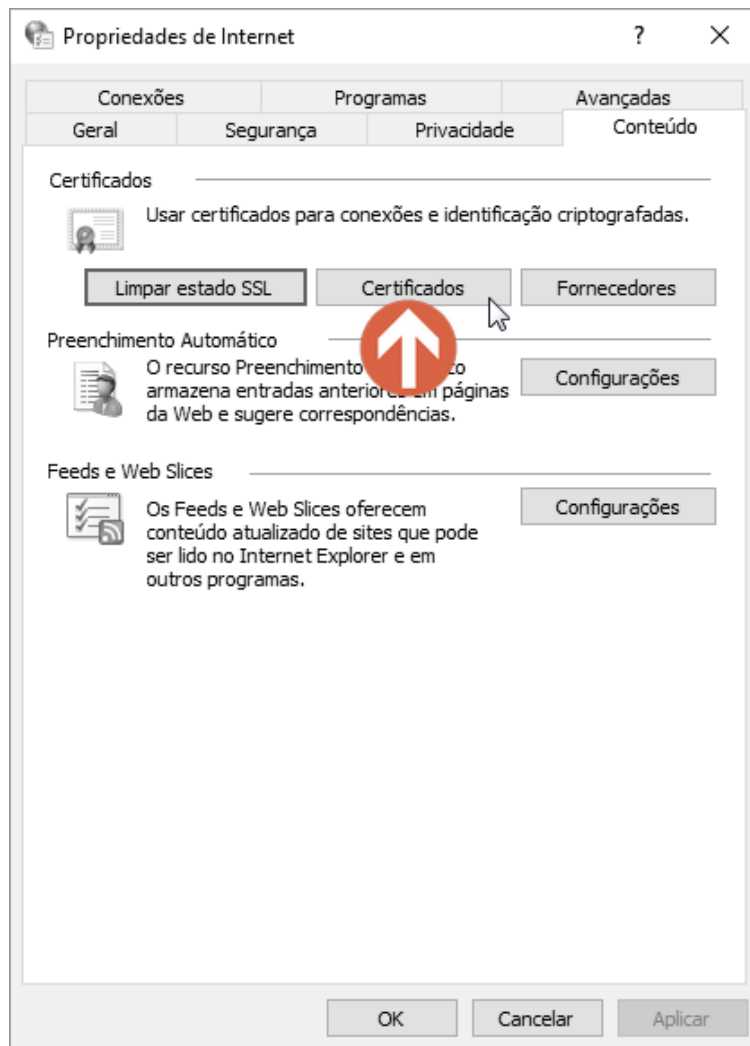 Propriedades de Internet
?
Conexões
Programas
Avançadas
Geral
Segurança
Privacidade
Conteúdo
Certificados
Usar certificados para conexões e identificação criptografadas.
Limpar estado SSL
Certificados
Fornecedores
Preenchimento Automático
O recurso Preenchimento
armazena entradas anteriores em páginas
da Web e sugere correspondências.
Configurações
Feeds e Web Slices
Os Feeds e Web Slices oferecem
conteúdo atualizado de sites que pode
ser lido no Internet Explorer e em
outros programas.
Configurações
OK
Cancelar
Aplicar